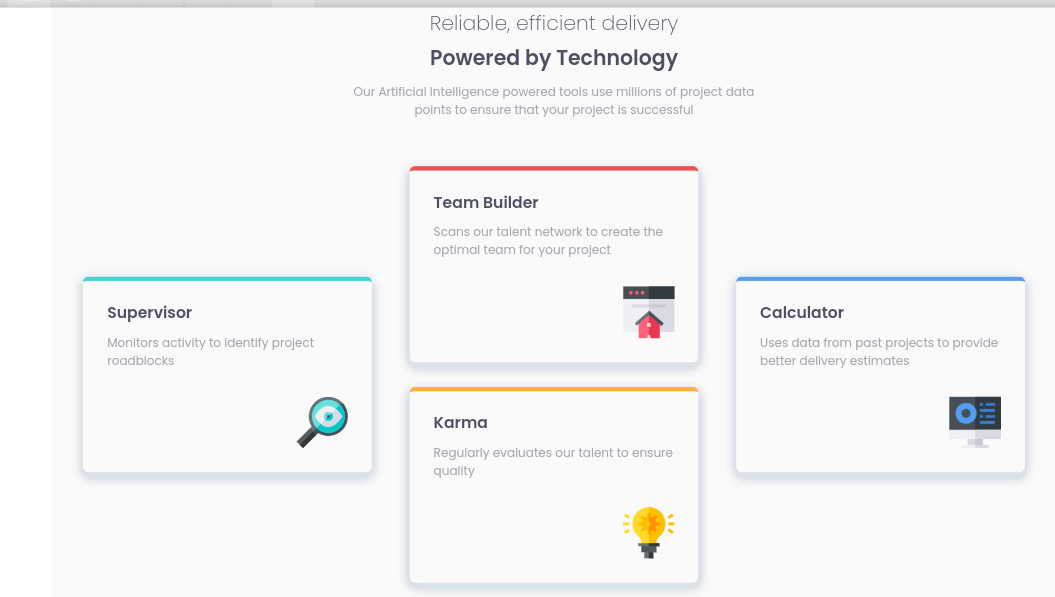 Reliable, efficient delivery
Powered by Technology
Our Artificial Intelligence powered tools use millions of project data
points to ensure that your project is successful
Supervisor
Monitors activity to identify project
roadblocks
Team Builder
Scans our talent network to create the
optimal team for your project
Karma
Regularly evaluates our talent to ensure
quality
Calculator
Uses data from past projects to provide
better delivery estimates